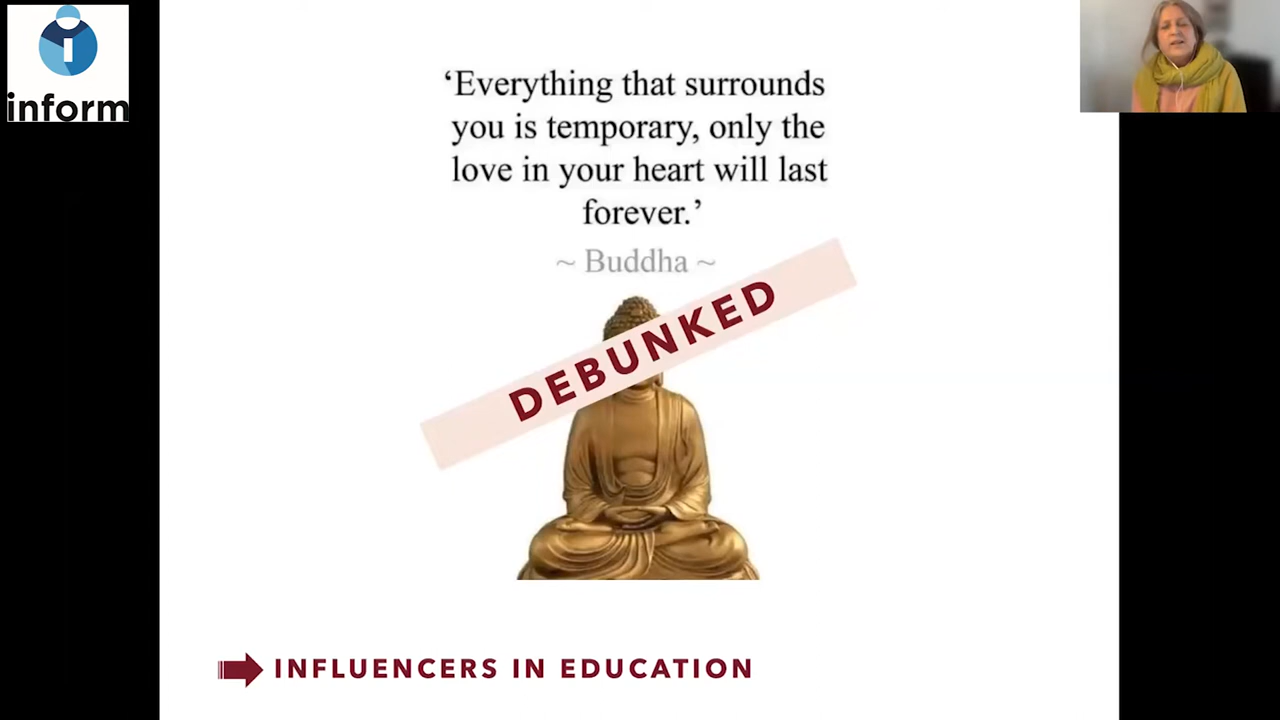 inform
‘Everything that surrounds
you is temporary, only the
love in your heart will last
forever.’
~ Buddha ~
DEBUNKED
INFLUENCERS IN EDUCATION